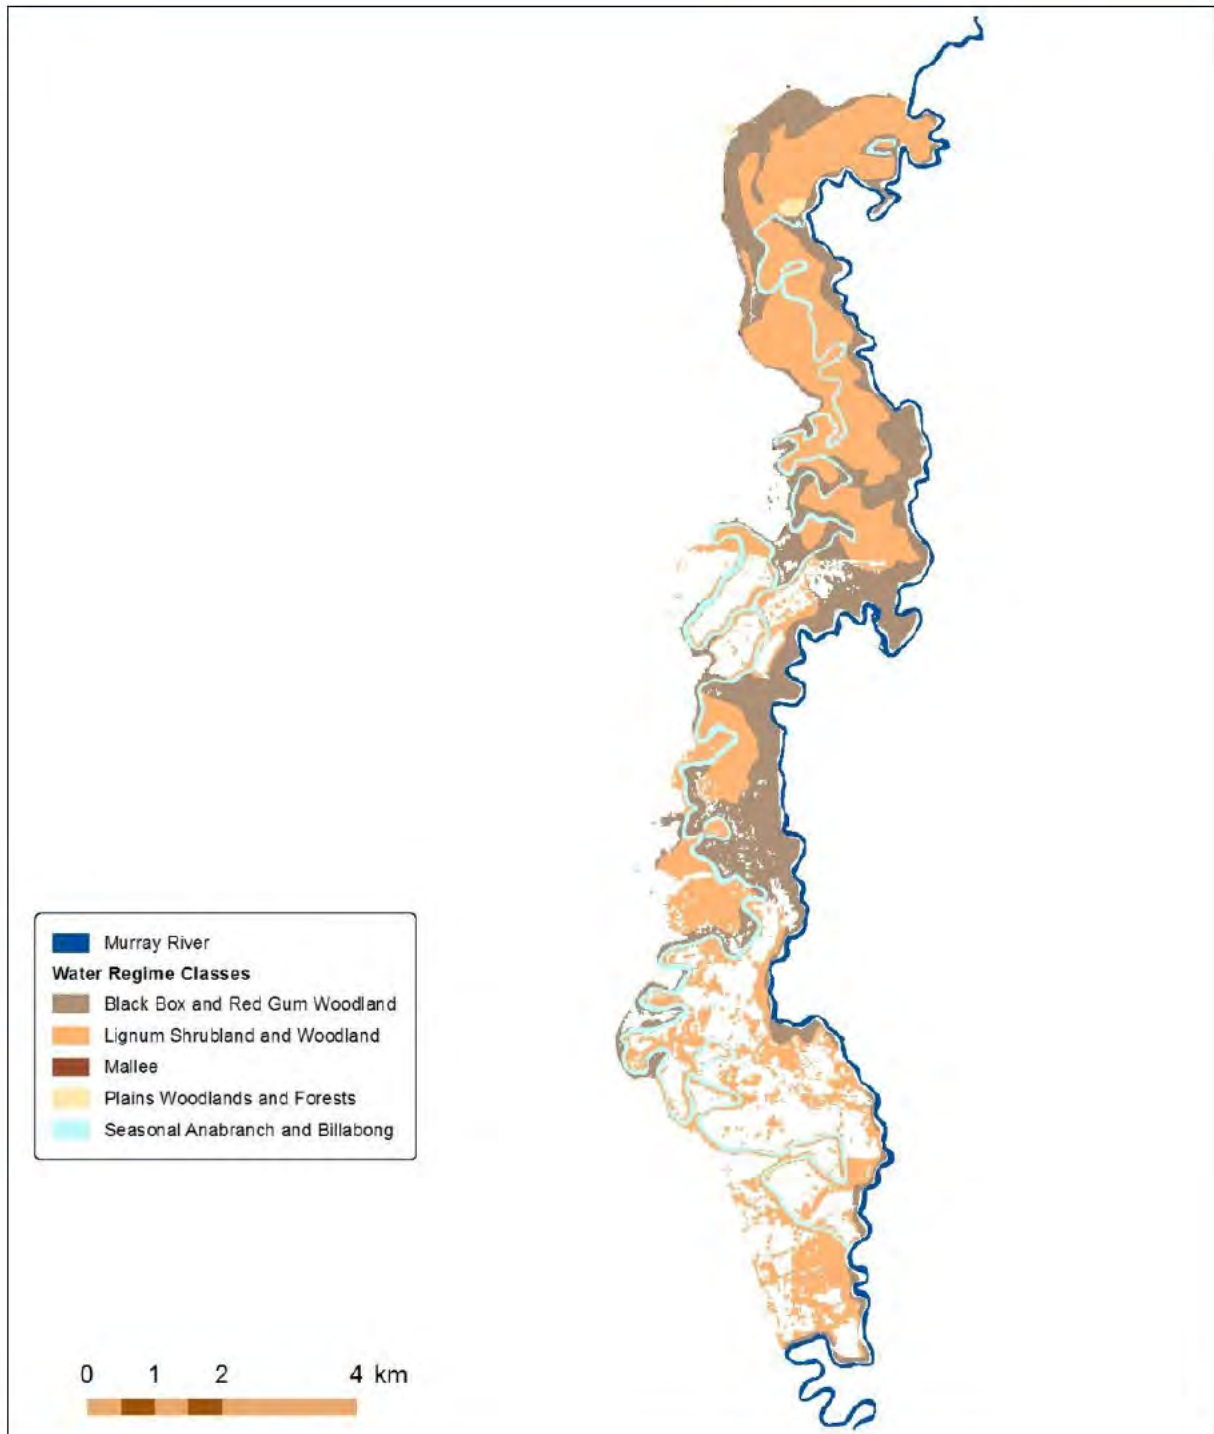 Murray River
Water Regime Classes
Black Box and Red Gum Woodland
Lignum Shrubland and Woodland
Mallee
Plains Woodlands and Forests
Seasonal Anabranch and Billabong
0 1 2 4 km